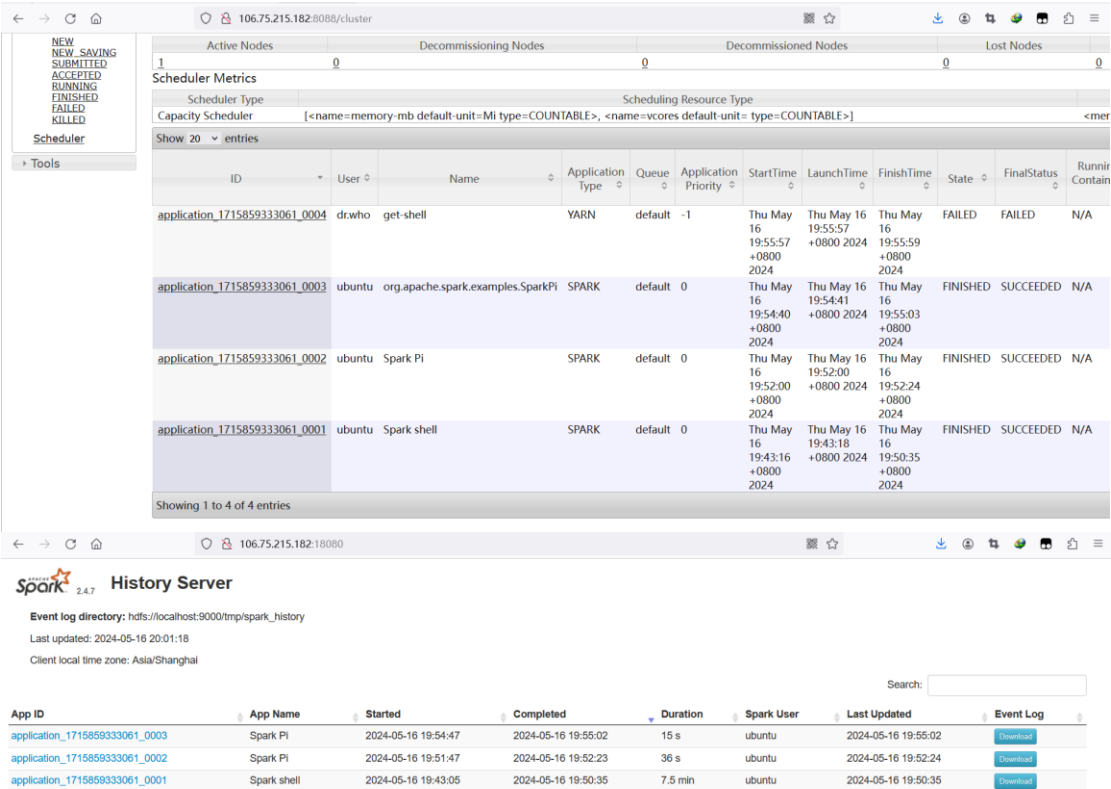 106.75.215.182:8088/cluster
NEW
NEW_SAVING
SUBMITTED
ACCEPTED
RUNNING
FINISHED
FAILED
KILLED
Scheduler
Tools
Active Nodes Decommissioning Nodes Decommissioned Nodes Lost Nodes
1 0 0 0 0
Scheduler Metrics
Scheduler Type Scheduling Resource Type
Capacity Scheduler [<name=memory-mb default-unit=Mi type=COUNTABLE>, <name=vcores default-unit= type=COUNTABLE>] <mer
Show 20 entries
ID User Name Application Type Queue Application Priority StartTime LaunchTime FinishTime State FinalStatus Runnin Contain
application_1715859333061_0004 dr.who get-shell YARN default -1 Thu May 16 19:55:57 +0800 2024 Thu May 16 19:55:57 +0800 2024 Thu May 16 19:55:59 +0800 2024 FAILED FAILED N/A
application_1715859333061_0003 ubuntu org.apache.spark.examples.SparkPi SPARK default 0 Thu May 16 19:54:40 +0800 2024 Thu May 16 19:54:41 +0800 2024 Thu May 16 19:55:03 +0800 2024 FINISHED SUCCEEDED N/A
application_1715859333061_0002 ubuntu Spark Pi SPARK default 0 Thu May 16 19:52:00 +0800 2024 Thu May 16 19:52:00 +0800 2024 Thu May 16 19:52:24 +0800 2024 FINISHED SUCCEEDED N/A
application_1715859333061_0001 ubuntu Spark shell SPARK default 0 Thu May 16 19:43:16 +0800 2024 Thu May 16 19:43:18 +0800 2024 Thu May 16 19:50:35 +0800 2024 FINISHED SUCCEEDED N/A
Showing 1 to 4 of 4 entries
106.75.215.182:18080
APACHE Spark 2.4.7 History Server
Event log directory: hdfs://localhost:9000/tmp/spark_history
Last updated: 2024-05-16 20:01:18
Client local time zone: Asia/Shanghai
Search:
App ID App Name Started Completed Duration Spark User Last Updated Event Log
application_1715859333061_0003 Spark Pi 2024-05-16 19:54:47 2024-05-16 19:55:02 15 s ubuntu 2024-05-16 19:55:02 Download
application_1715859333061_0002 Spark Pi 2024-05-16 19:51:47 2024-05-16 19:52:23 36 s ubuntu 2024-05-16 19:52:24 Download
application_1715859333061_0001 Spark shell 2024-05-16 19:43:05 2024-05-16 19:50:35 7.5 min ubuntu 2024-05-16 19:50:35 Download